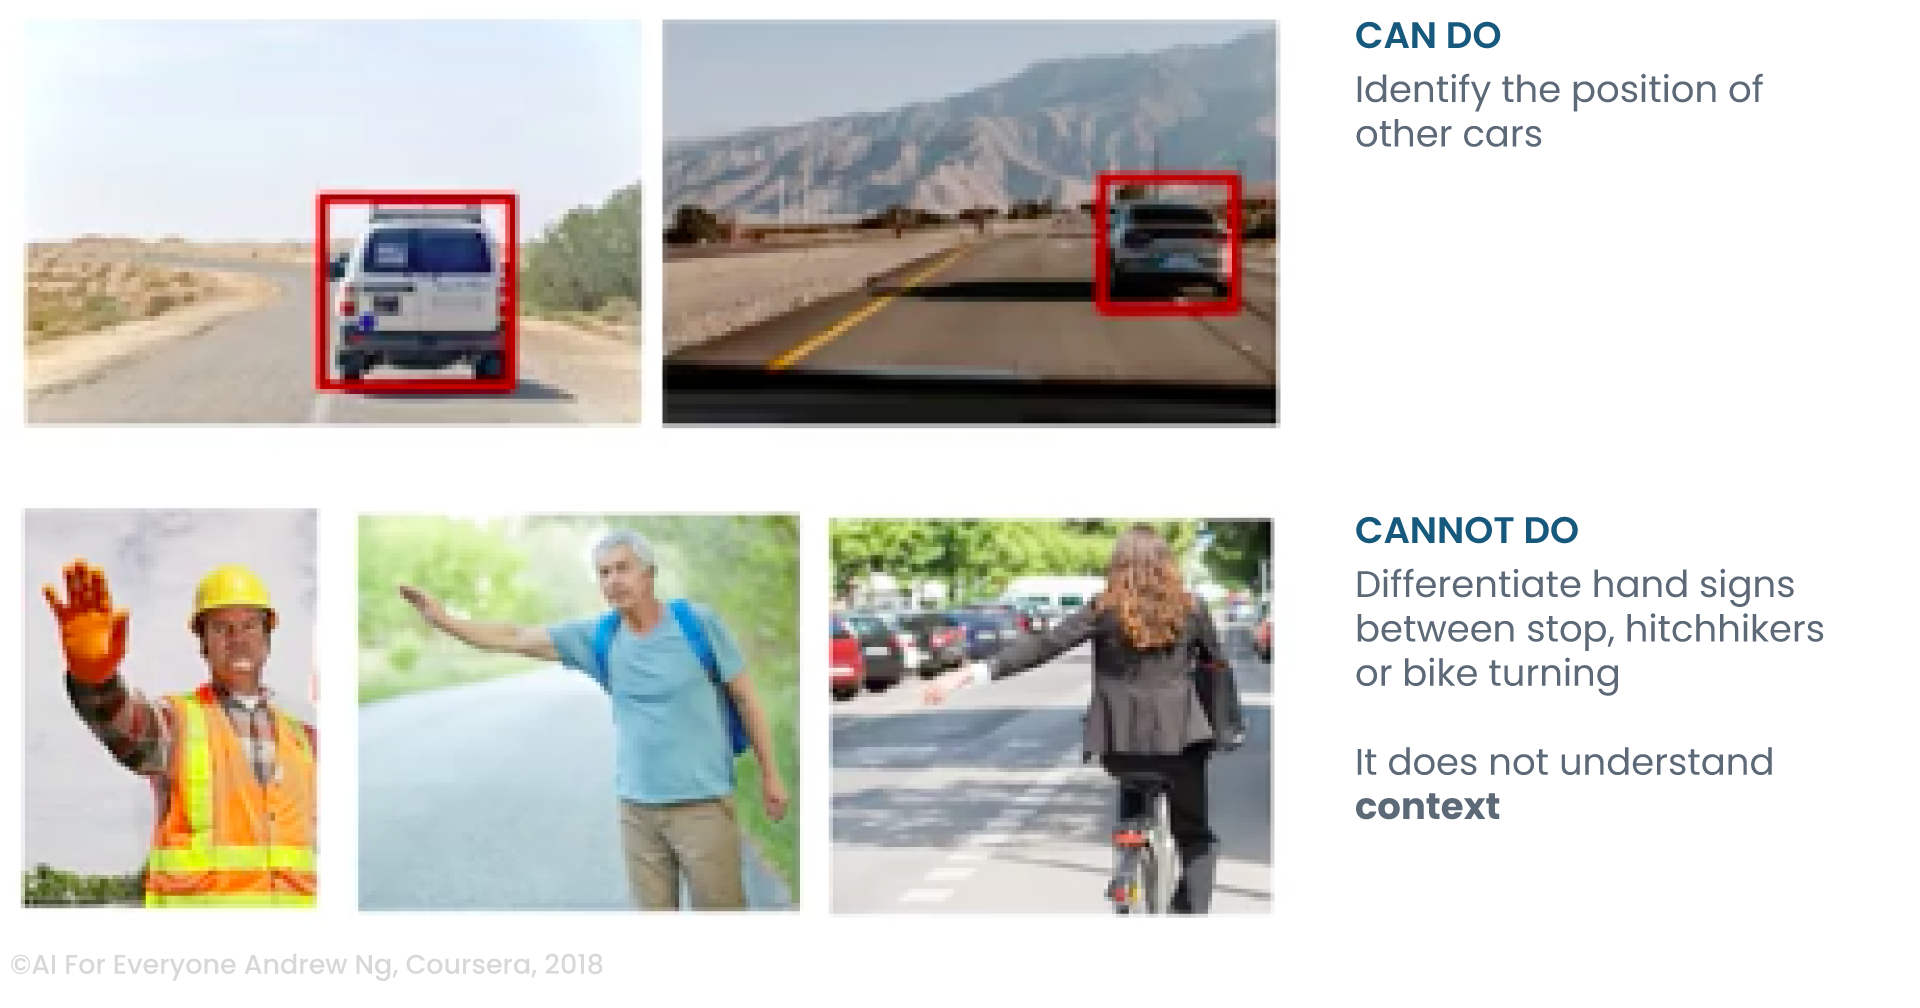 CAN DO
Identify the position of
other cars
CANNOT DO
Differentiate hand signs
between stop, hitchhikers
or bike turning
It does not understand
context
©AI For Everyone Andrew Ng, Coursera, 2018